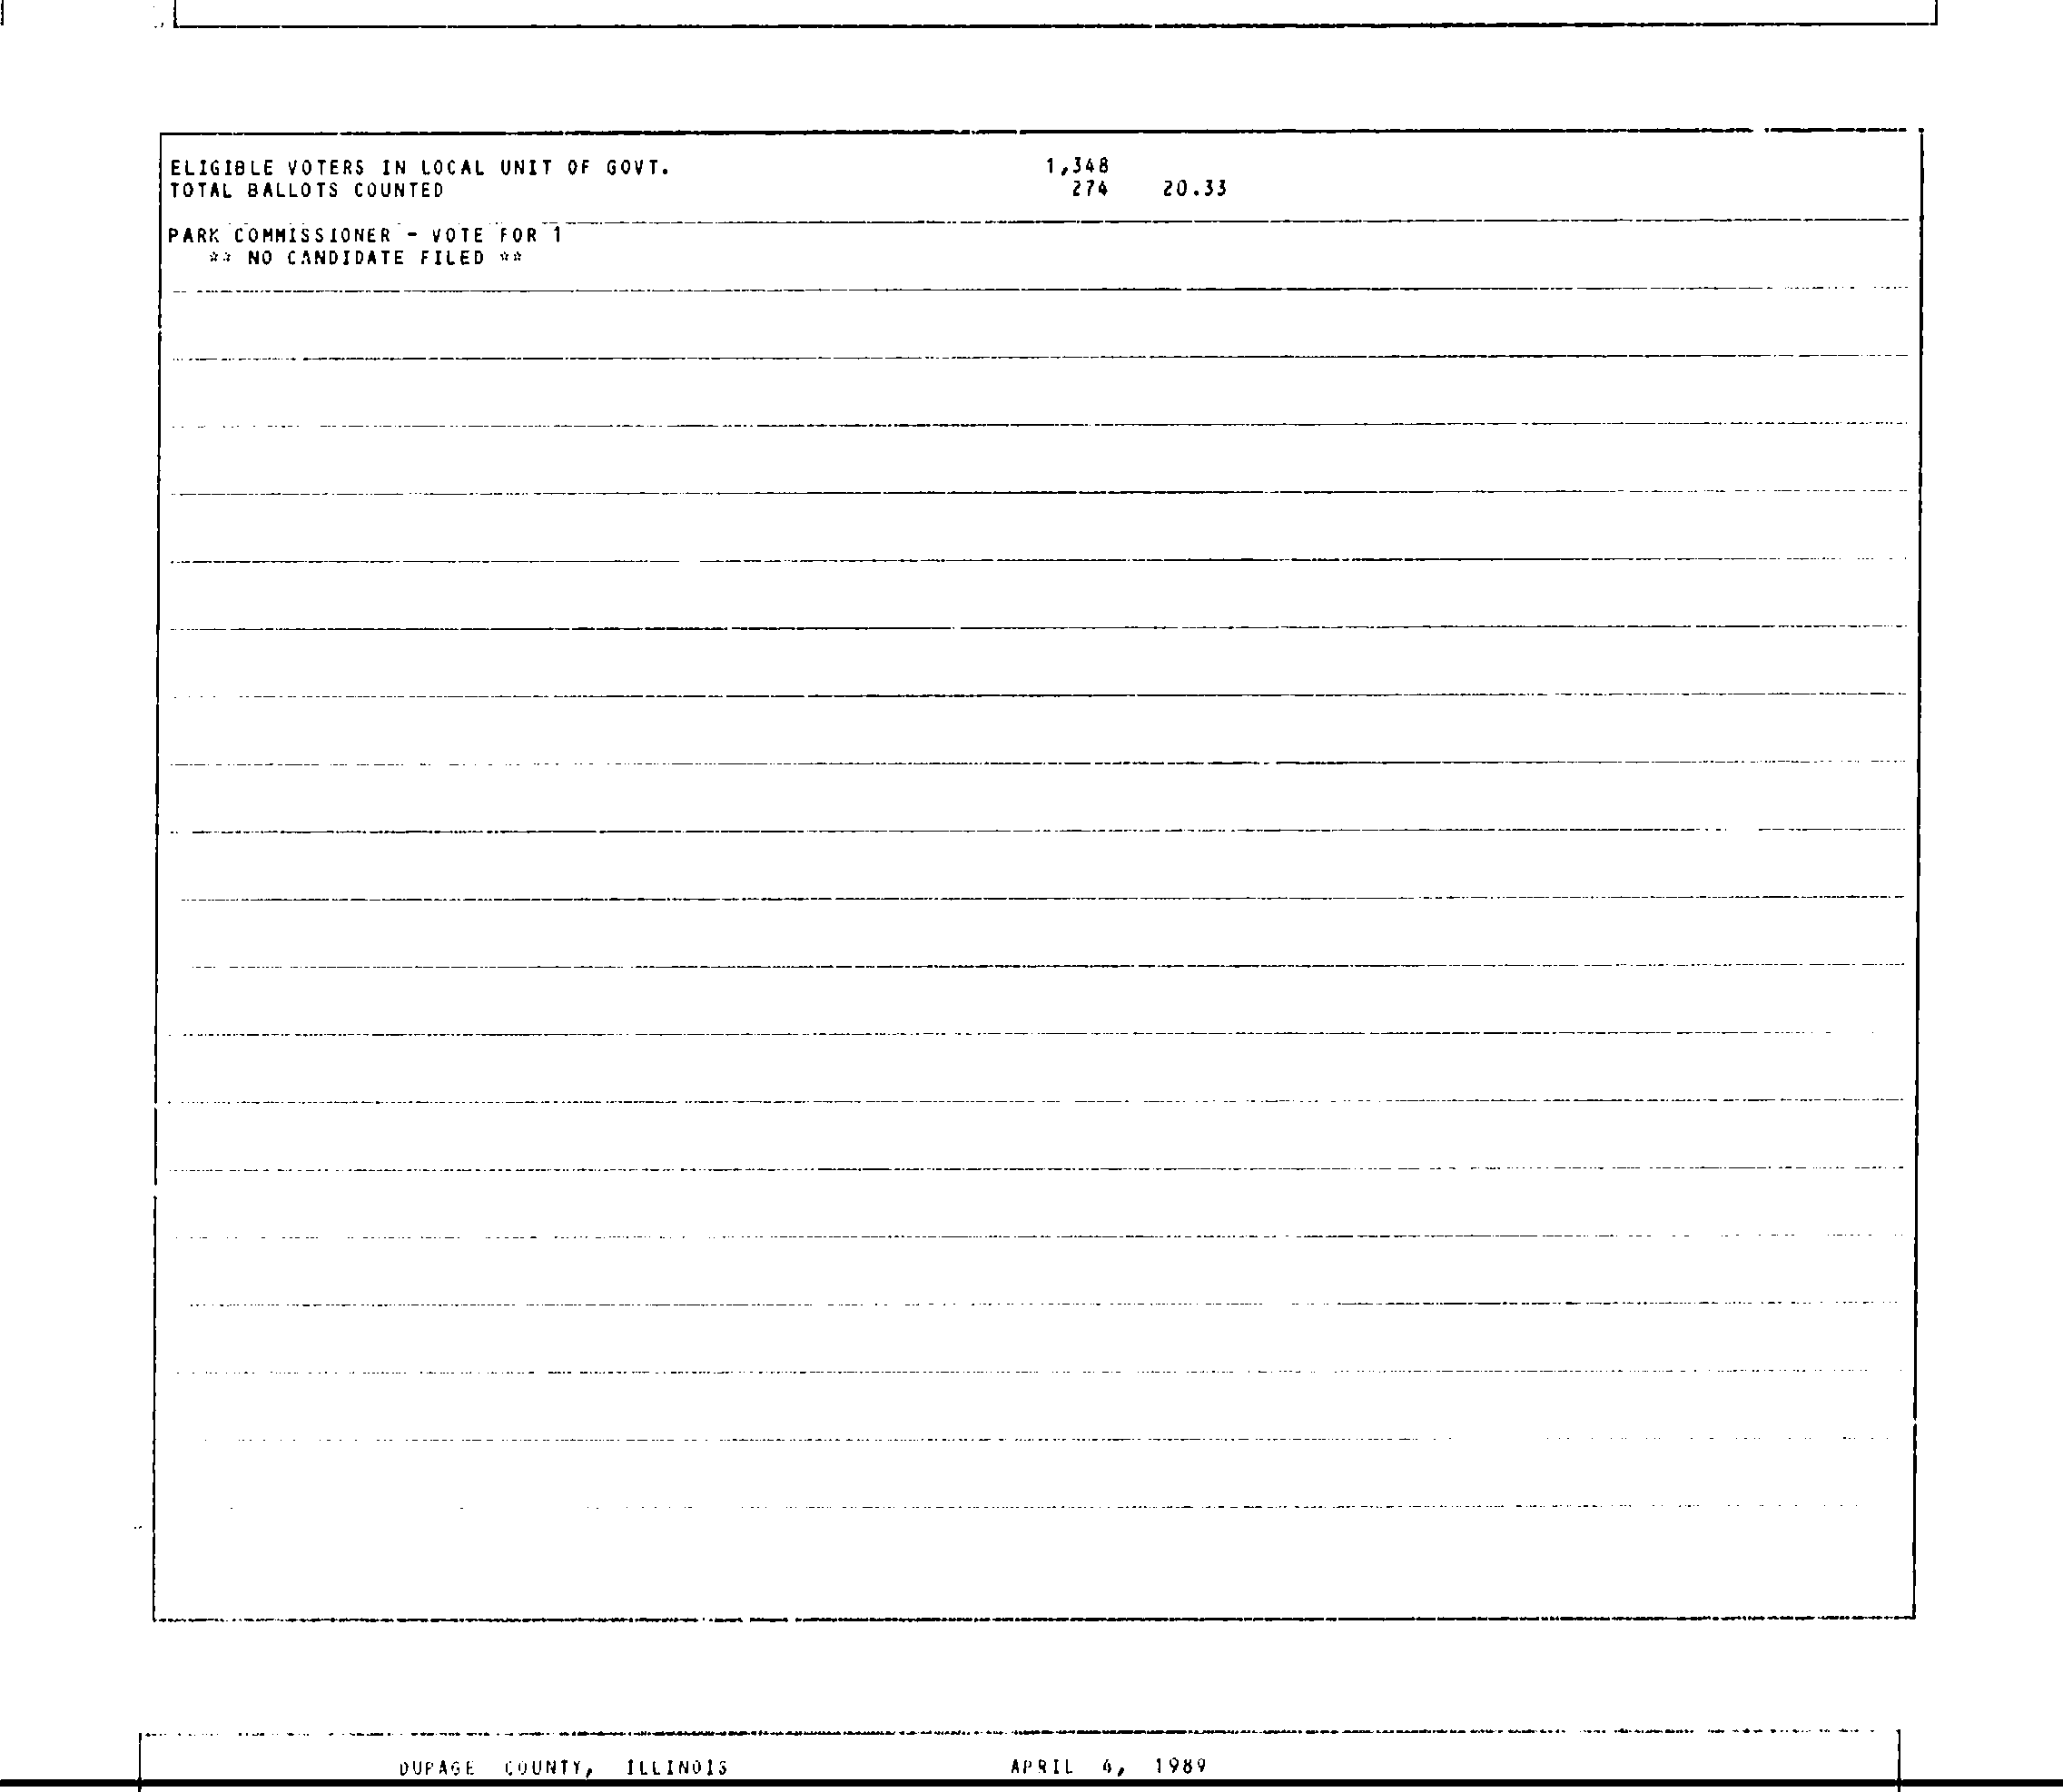 ELIGIBLE VOTERS IN LOCAL UNIT OF GOVT. 1,348
TOTAL BALLOTS COUNTED 274 20.33
PARK COMMISSIONER - VOTE FOR 1
** NO CANDIDATE FILED **
DUPAGE COUNTY, ILLINOIS APRIL 4, 1989